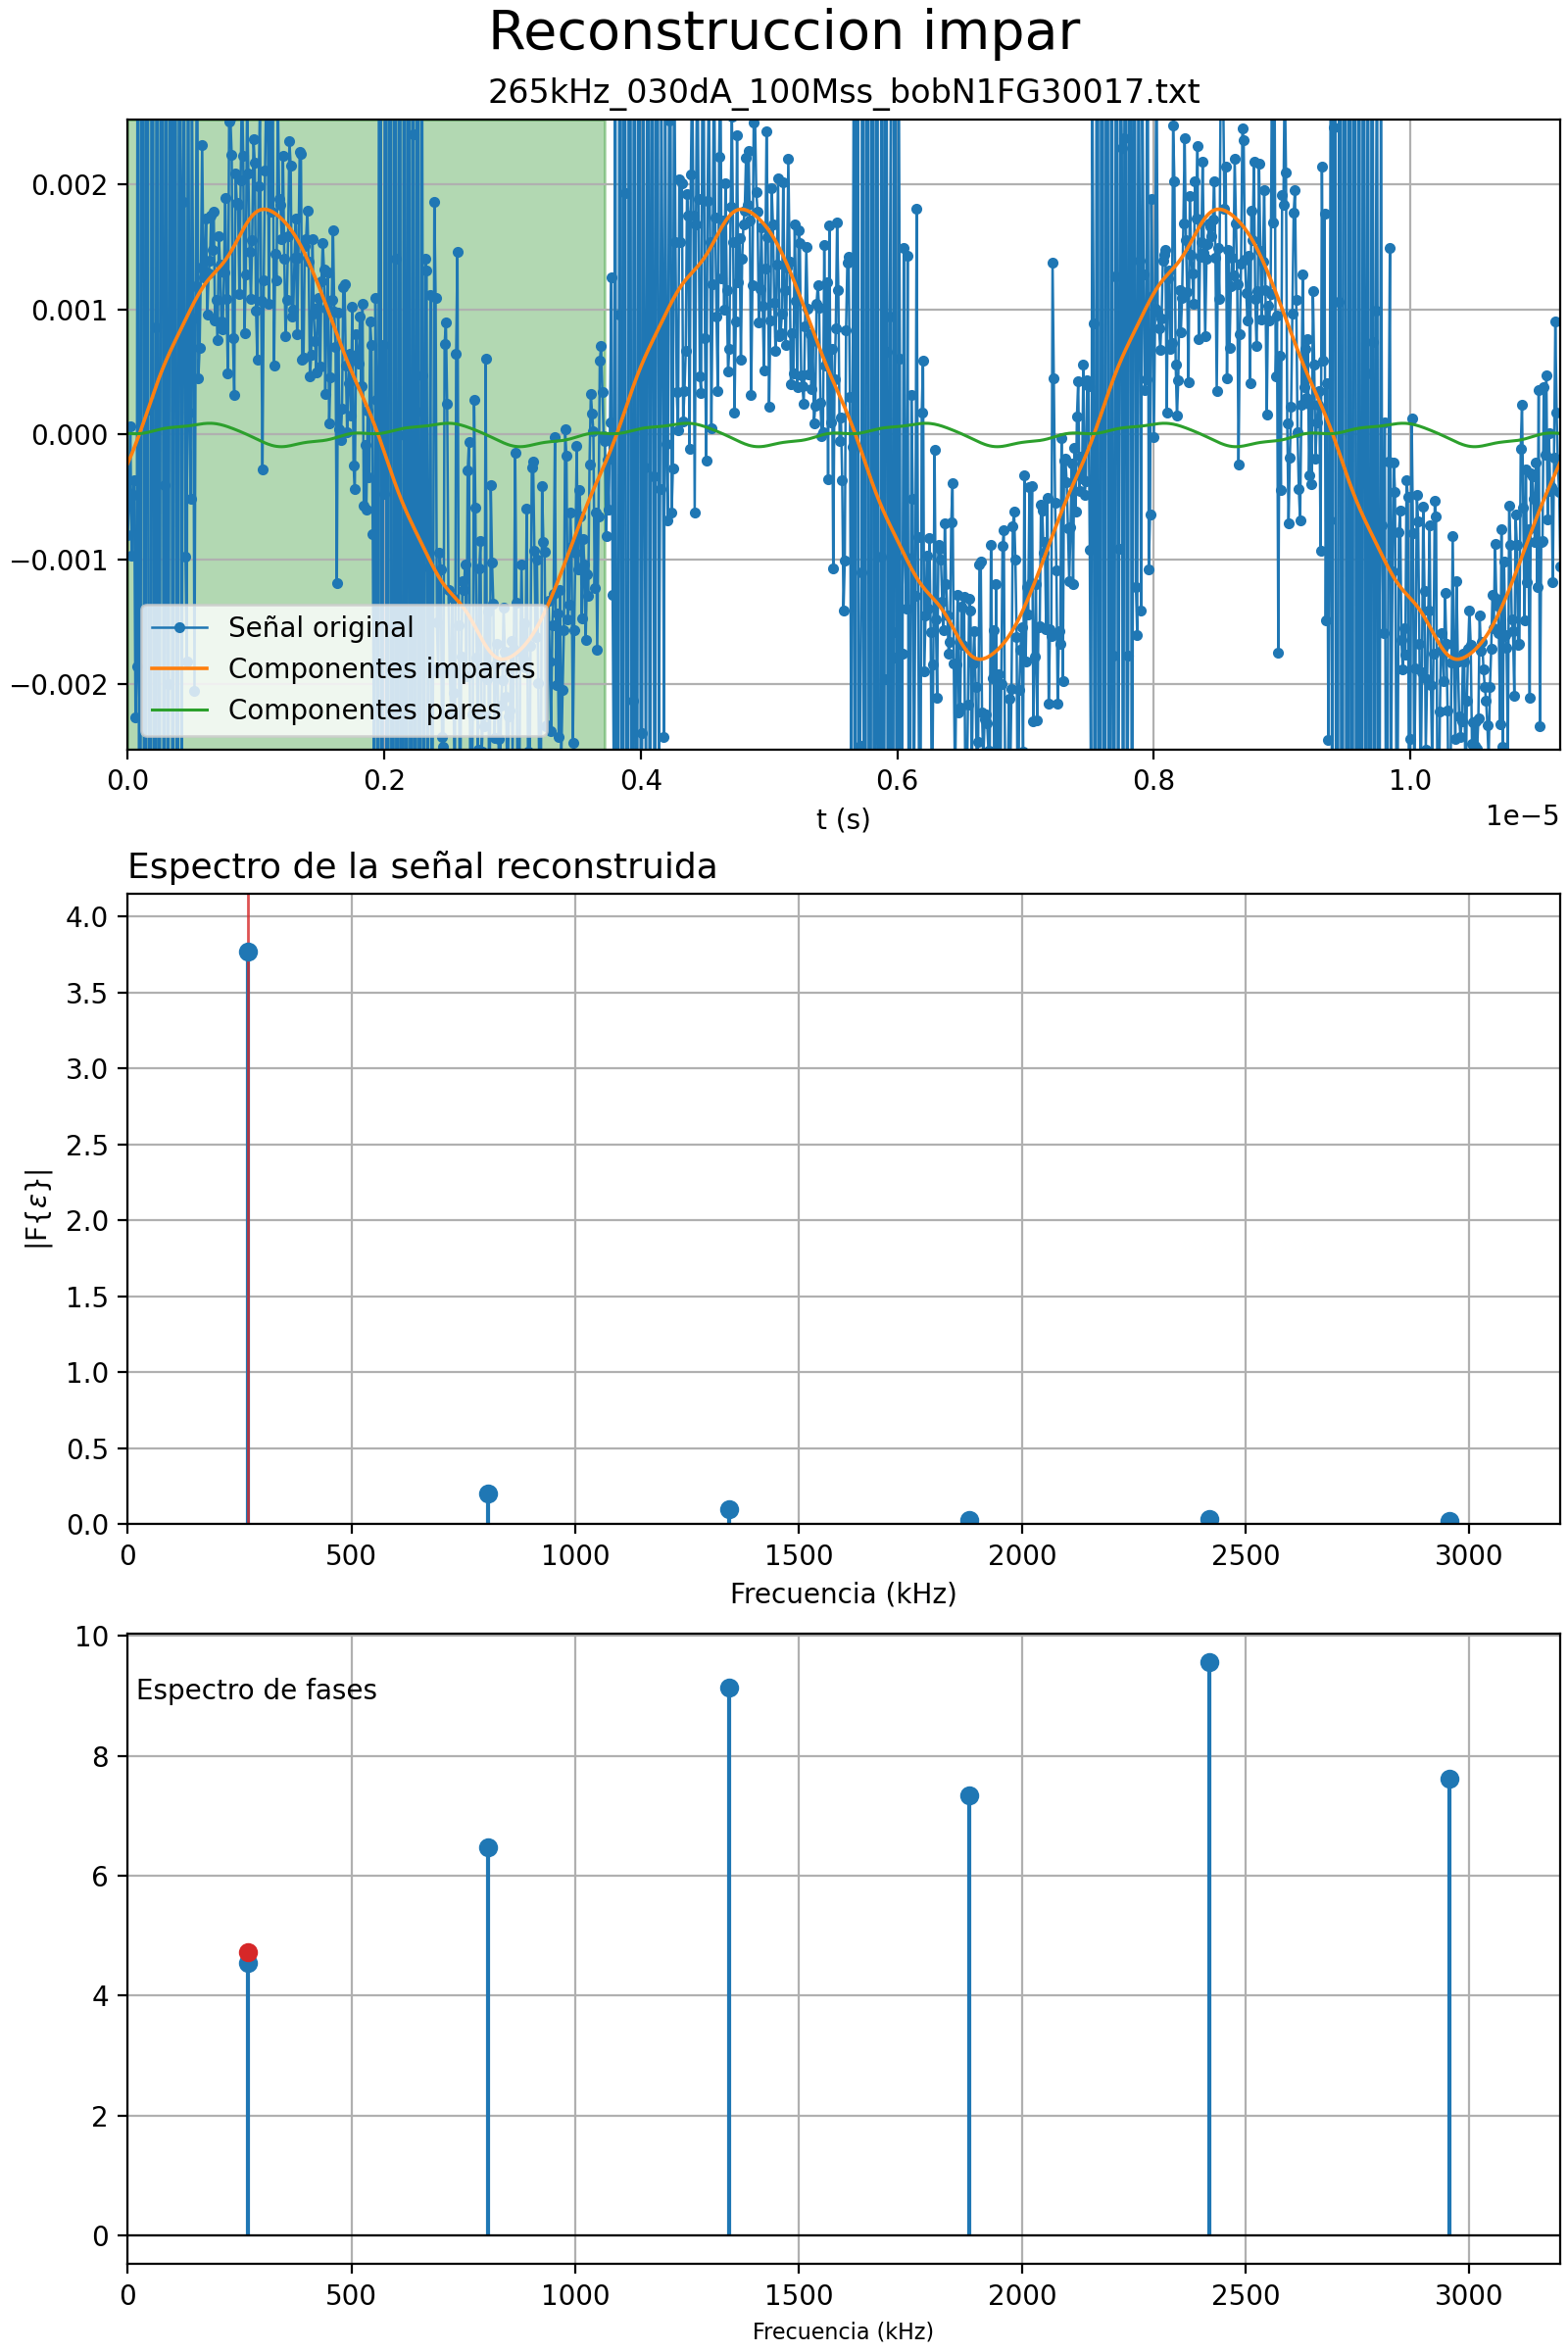 Reconstruccion impar
265kHz_030dA_100Mss_bobN1FG30017.txt
0.002
0.001
0.000
−0.001
−0.002
Señal original
Componentes impares
Componentes pares
0.0 0.2 0.4 0.6 0.8 1.0
t (s)
1e−5
Espectro de la señal reconstruida
4.0
3.5
3.0
2.5
2.0
1.5
1.0
0.5
0.0
|F{ε}|
0 500 1000 1500 2000 2500 3000
Frecuencia (kHz)
10
Espectro de fases
8
6
4
2
0
0 500 1000 1500 2000 2500 3000
Frecuencia (kHz)